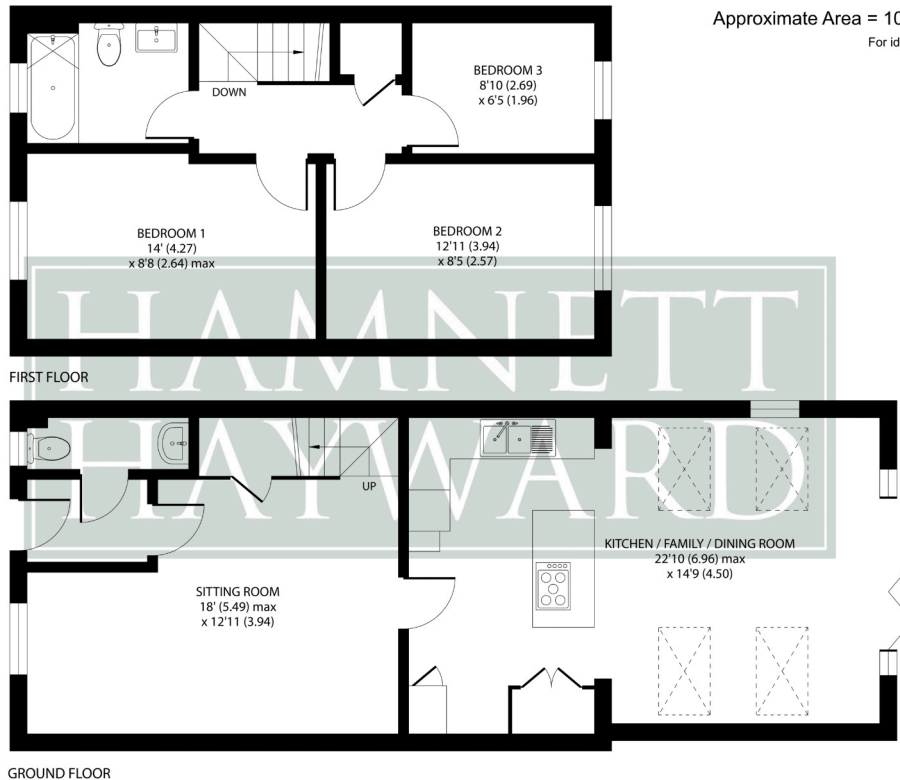 Approximate Area = 10
For id
BEDROOM 3
8'10 (2.69)
x 6'5 (1.96)
DOWN
BEDROOM 1
14' (4.27)
x 8'8 (2.64) max
BEDROOM 2
12'11 (3.94)
x 8'5 (2.57)
HAMNETT
HAYWARD
FIRST FLOOR
UP
KITCHEN / FAMILY / DINING ROOM
22'10 (6.96) max
x 14'9 (4.50)
SITTING ROOM
18' (5.49) max
x 12'11 (3.94)
GROUND FLOOR